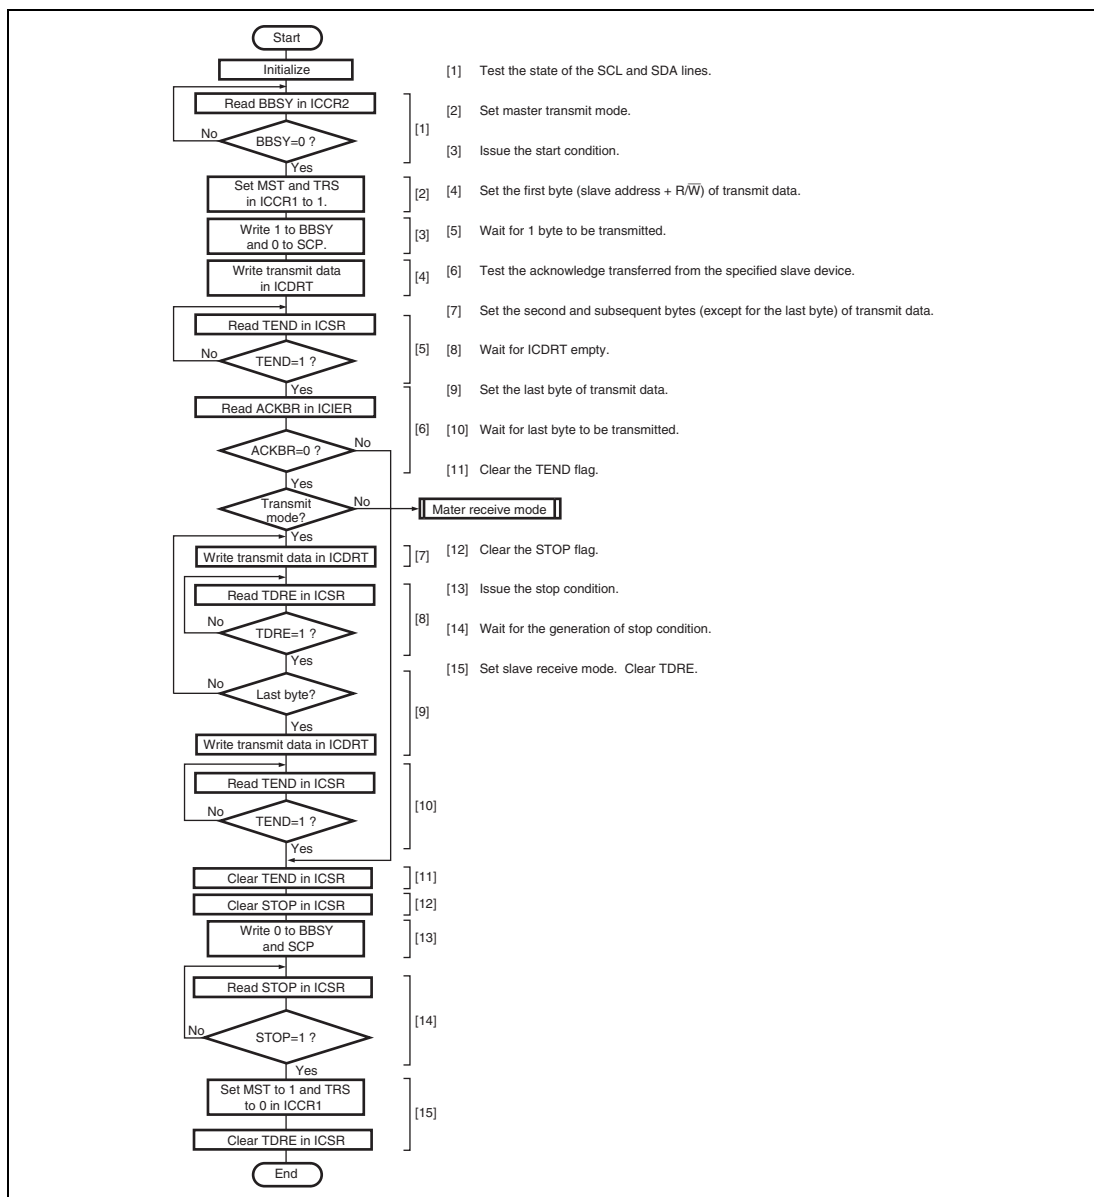 Start
Initialize
Read BBSY in ICCR2
BBSY=0 ?
No
Yes
[1]
Set MST and TRS
in ICCR1 to 1.
[2]
Write 1 to BBSY
and 0 to SCP.
[3]
Write transmit data
in ICDRT
[4]
Read TEND in ICSR
No
TEND=1 ?
[5]
Yes
Read ACKBR in ICIER
ACKBR=0 ?
No
[6]
Yes
Transmit
mode?
No
Mater receive mode
Yes
Write transmit data in ICDRT
[7]
Read TDRE in ICSR
No
TDRE=1 ?
[8]
Yes
No
Last byte?
[9]
Yes
Write transmit data in ICDRT
Read TEND in ICSR
No
TEND=1 ?
[10]
Yes
Clear TEND in ICSR
[11]
Clear STOP in ICSR
[12]
Write 0 to BBSY
and SCP
[13]
Read STOP in ICSR
No
STOP=1 ?
[14]
Yes
Set MST to 1 and TRS
to 0 in ICCR1
[15]
Clear TDRE in ICSR
End
[1] Test the state of the SCL and SDA lines.
[2] Set master transmit mode.
[3] Issue the start condition.
[4] Set the first byte (slave address + R/W̅) of transmit data.
[5] Wait for 1 byte to be transmitted.
[6] Test the acknowledge transferred from the specified slave device.
[7] Set the second and subsequent bytes (except for the last byte) of transmit data.
[8] Wait for ICDRT empty.
[9] Set the last byte of transmit data.
[10] Wait for last byte to be transmitted.
[11] Clear the TEND flag.
[12] Clear the STOP flag.
[13] Issue the stop condition.
[14] Wait for the generation of stop condition.
[15] Set slave receive mode. Clear TDRE.